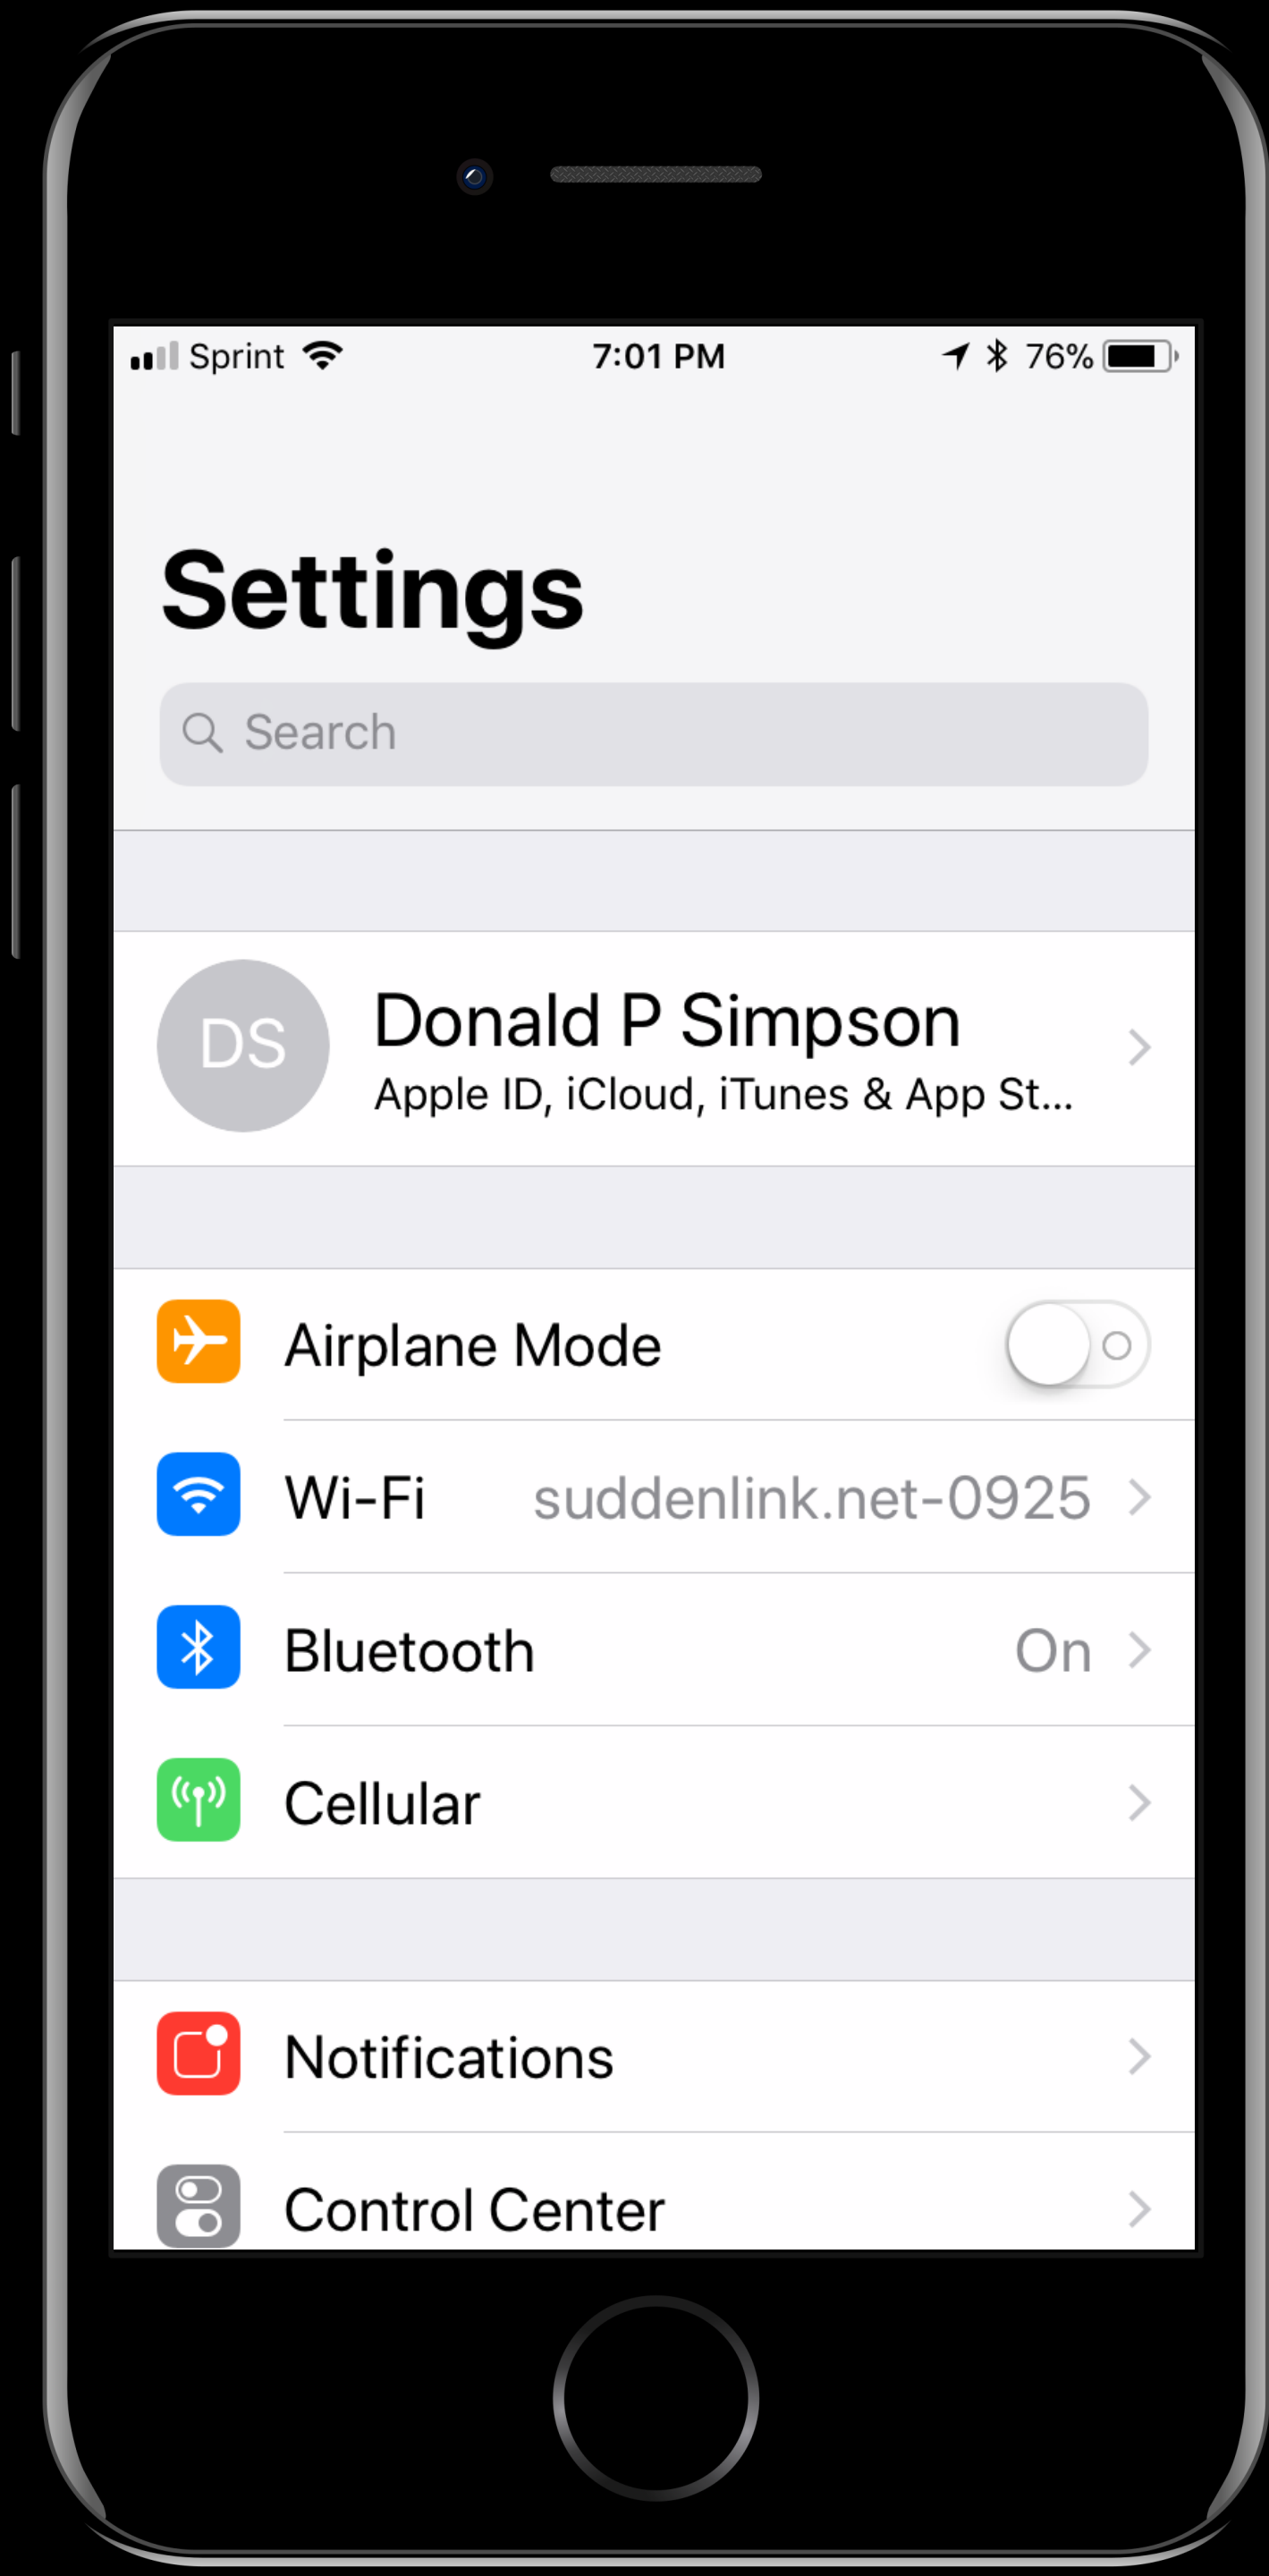 Sprint 7:01 PM 76%
Settings
Search
DS
Donald P Simpson
Apple ID, iCloud, iTunes & App St...
Airplane Mode
Wi-Fi suddenlink.net-0925
Bluetooth On
Cellular
Notifications
Control Center